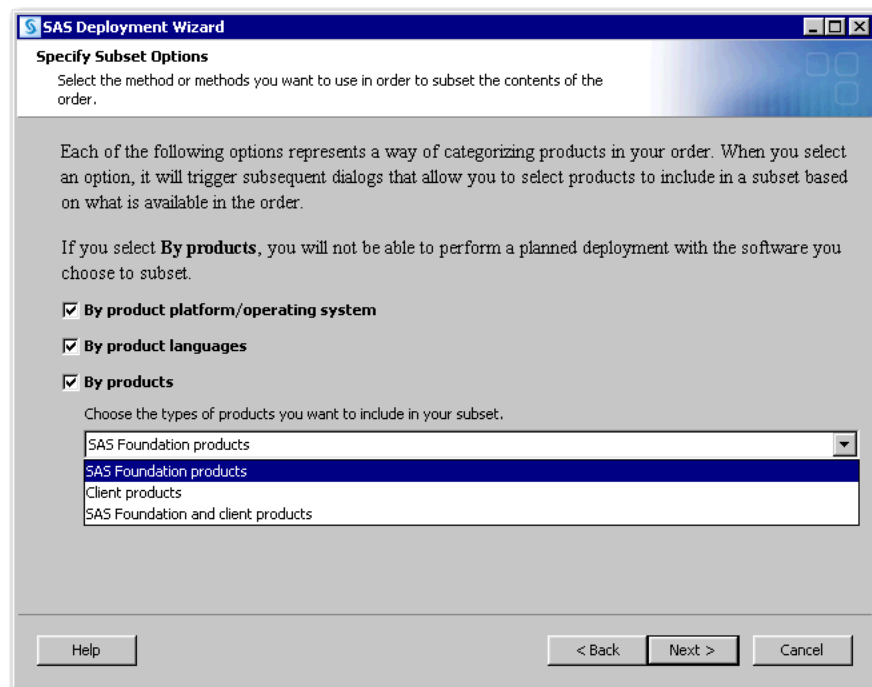 SAS Deployment Wizard
Specify Subset Options
Select the method or methods you want to use in order to subset the contents of the
order.
Each of the following options represents a way of categorizing products in your order. When you select
an option, it will trigger subsequent dialogs that allow you to select products to include in a subset based
on what is available in the order.
If you select By products, you will not be able to perform a planned deployment with the software you
choose to subset.
By product platform/operating system
By product languages
By products
Choose the types of products you want to include in your subset.
SAS Foundation products
SAS Foundation products
Client products
SAS Foundation and client products
Help
< Back
Next >
Cancel